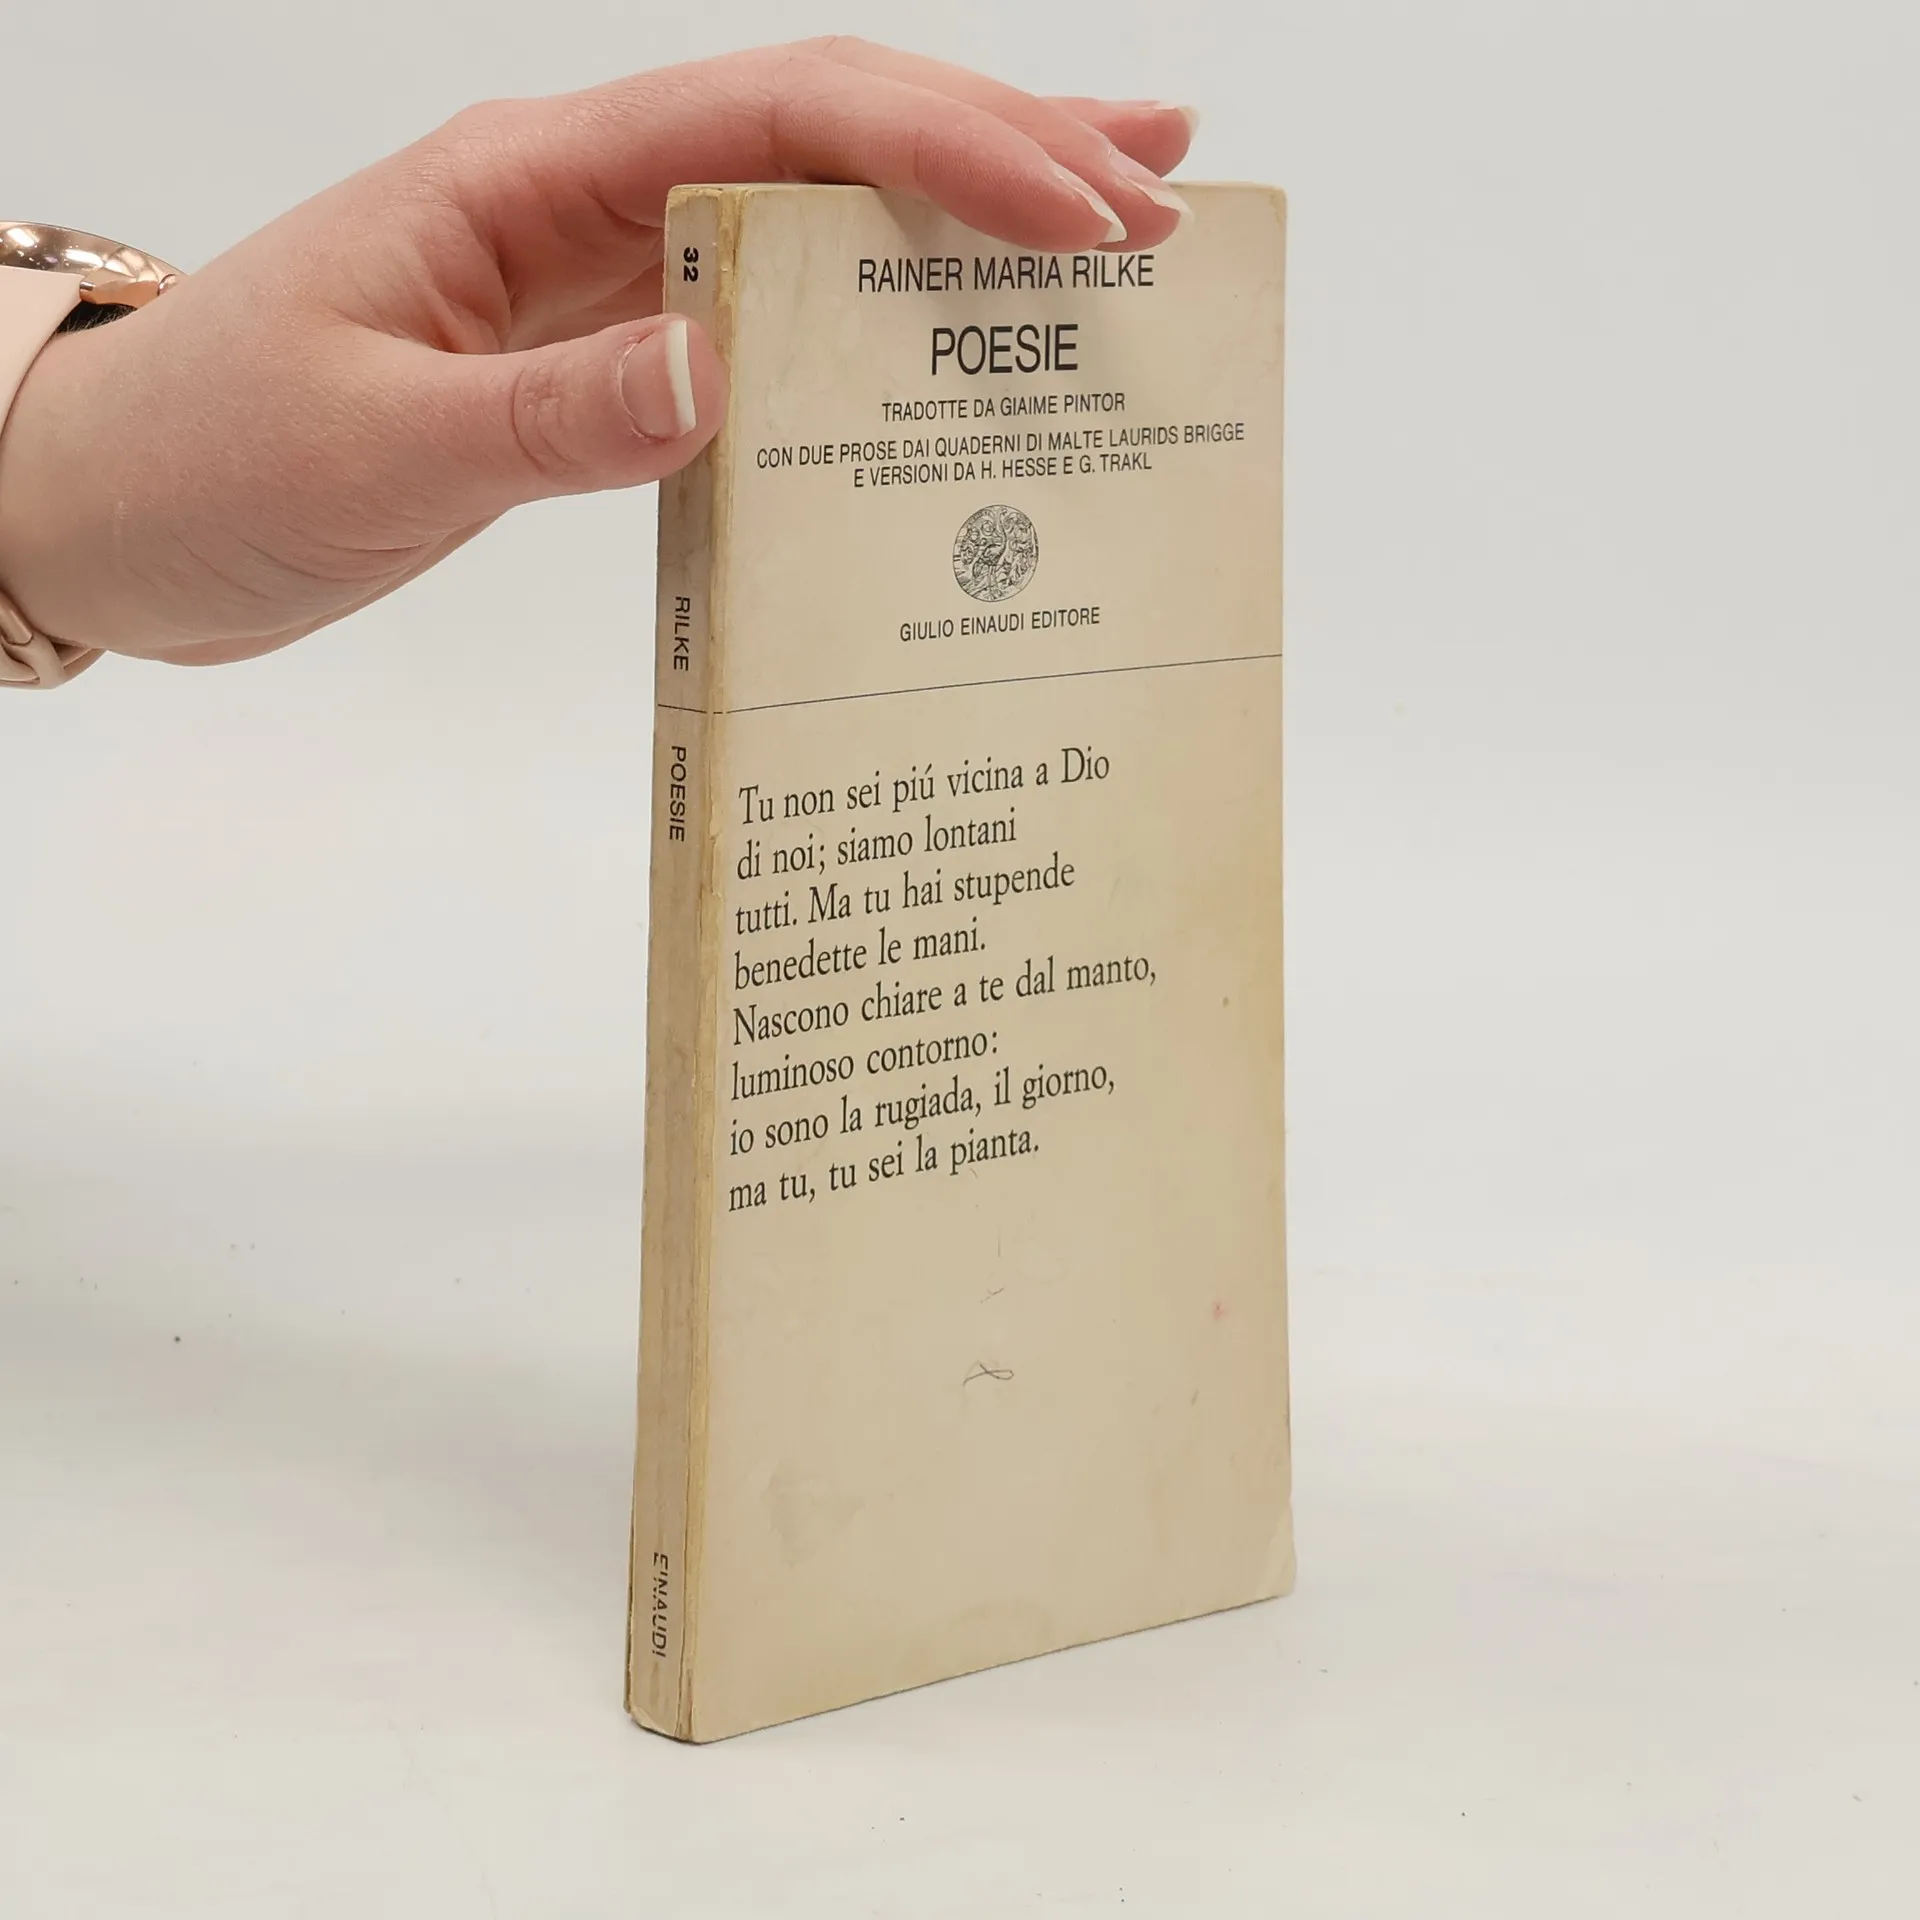 RAINER MARIA RILKE
POESIE
TRADOTTE DA GIAIME PINTOR
CON DUE PROSE DAI QUADERNI DI MALTE LAURIDS BRIGGE
E VERSIONI DA H. HESSE E G. TRAKL
GIULIO EINAUDI EDITORE
Tu non sei piú vicina a Dio
di noi; siamo lontani
tutti. Ma tu hai stupende
benedette le mani.
Nascono chiare a te dal manto,
luminoso contorno:
io sono la rugiada, il giorno,
ma tu, tu sei la pianta.
32
RILKE
POESIE
EINAUDI